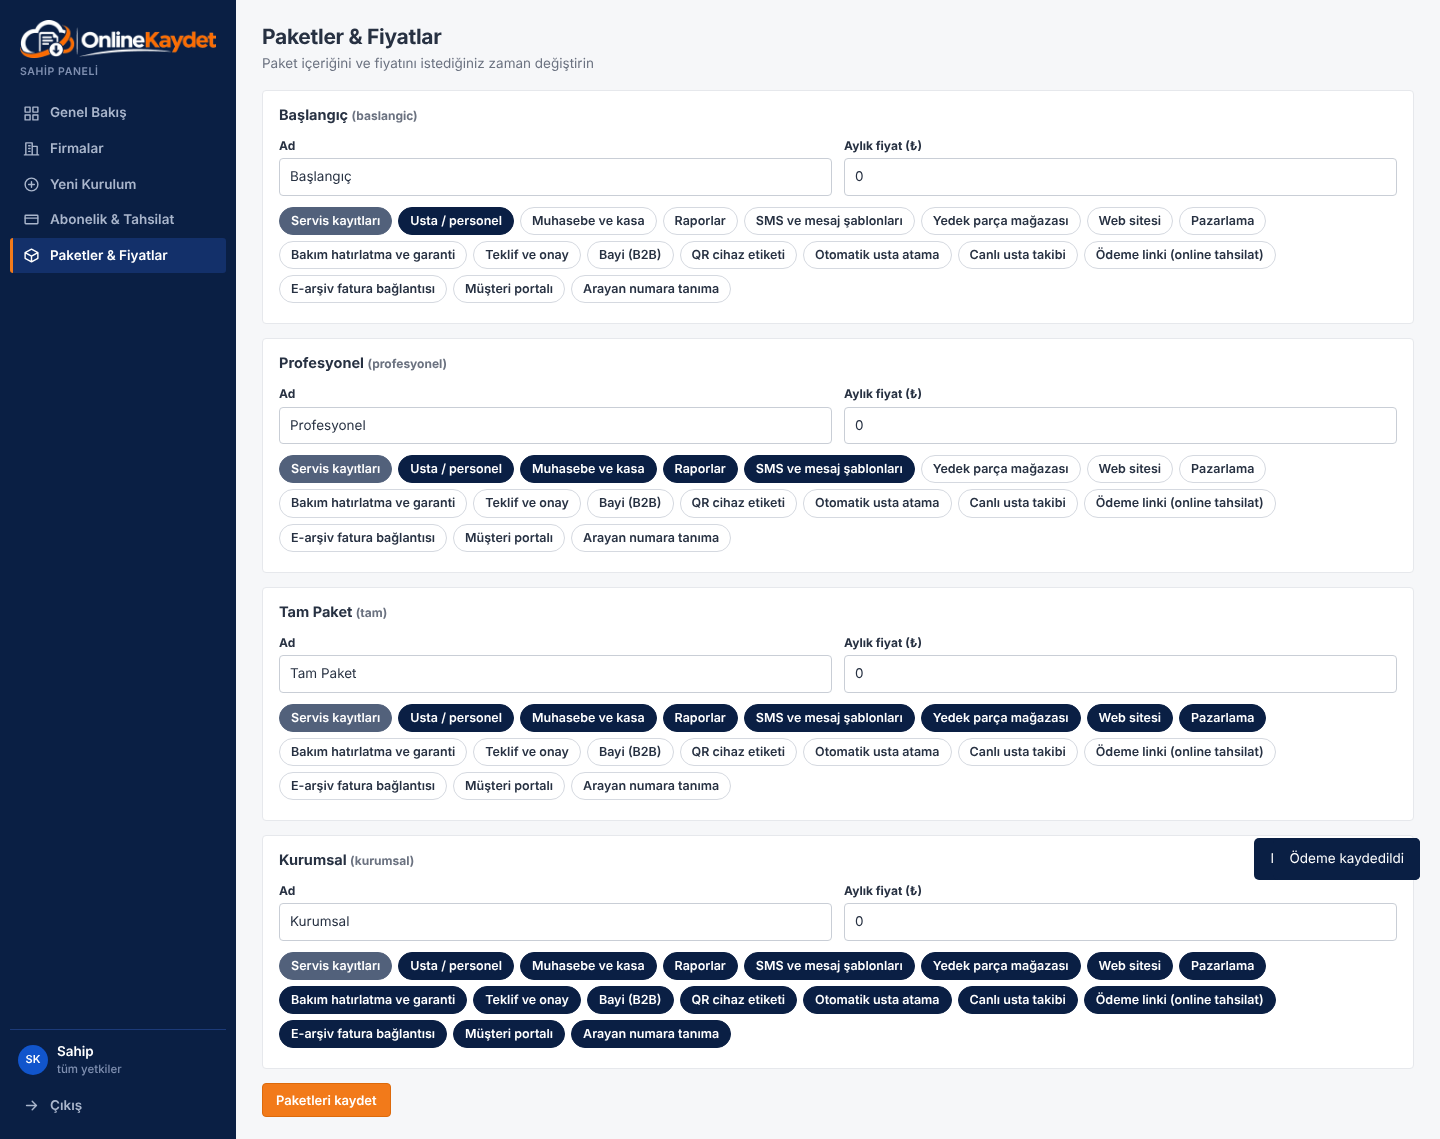 OnlineKaydet
SAHİP PANELİ
Genel Bakış
Firmalar
Yeni Kurulum
Abonelik & Tahsilat
Paketler & Fiyatlar
SK
Sahip
tüm yetkiler
Çıkış
Paketler & Fiyatlar
Paket içeriğini ve fiyatını istediğiniz zaman değiştirin
Başlangıç (baslangic)
Ad Aylık fiyat (₺)
Başlangıç 0
Servis kayıtları Usta / personel Muhasebe ve kasa Raporlar SMS ve mesaj şablonları Yedek parça mağazası Web sitesi Pazarlama
Bakım hatırlatma ve garanti Teklif ve onay Bayi (B2B) QR cihaz etiketi Otomatik usta atama Canlı usta takibi Ödeme linki (online tahsilat)
E-arşiv fatura bağlantısı Müşteri portalı Arayan numara tanıma
Profesyonel (profesyonel)
Ad Aylık fiyat (₺)
Profesyonel 0
Servis kayıtları Usta / personel Muhasebe ve kasa Raporlar SMS ve mesaj şablonları Yedek parça mağazası Web sitesi Pazarlama
Bakım hatırlatma ve garanti Teklif ve onay Bayi (B2B) QR cihaz etiketi Otomatik usta atama Canlı usta takibi Ödeme linki (online tahsilat)
E-arşiv fatura bağlantısı Müşteri portalı Arayan numara tanıma
Tam Paket (tam)
Ad Aylık fiyat (₺)
Tam Paket 0
Servis kayıtları Usta / personel Muhasebe ve kasa Raporlar SMS ve mesaj şablonları Yedek parça mağazası Web sitesi Pazarlama
Bakım hatırlatma ve garanti Teklif ve onay Bayi (B2B) QR cihaz etiketi Otomatik usta atama Canlı usta takibi Ödeme linki (online tahsilat)
E-arşiv fatura bağlantısı Müşteri portalı Arayan numara tanıma
Kurumsal (kurumsal)
I Ödeme kaydedildi
Ad Aylık fiyat (₺)
Kurumsal 0
Servis kayıtları Usta / personel Muhasebe ve kasa Raporlar SMS ve mesaj şablonları Yedek parça mağazası Web sitesi Pazarlama
Bakım hatırlatma ve garanti Teklif ve onay Bayi (B2B) QR cihaz etiketi Otomatik usta atama Canlı usta takibi Ödeme linki (online tahsilat)
E-arşiv fatura bağlantısı Müşteri portalı Arayan numara tanıma
Paketleri kaydet